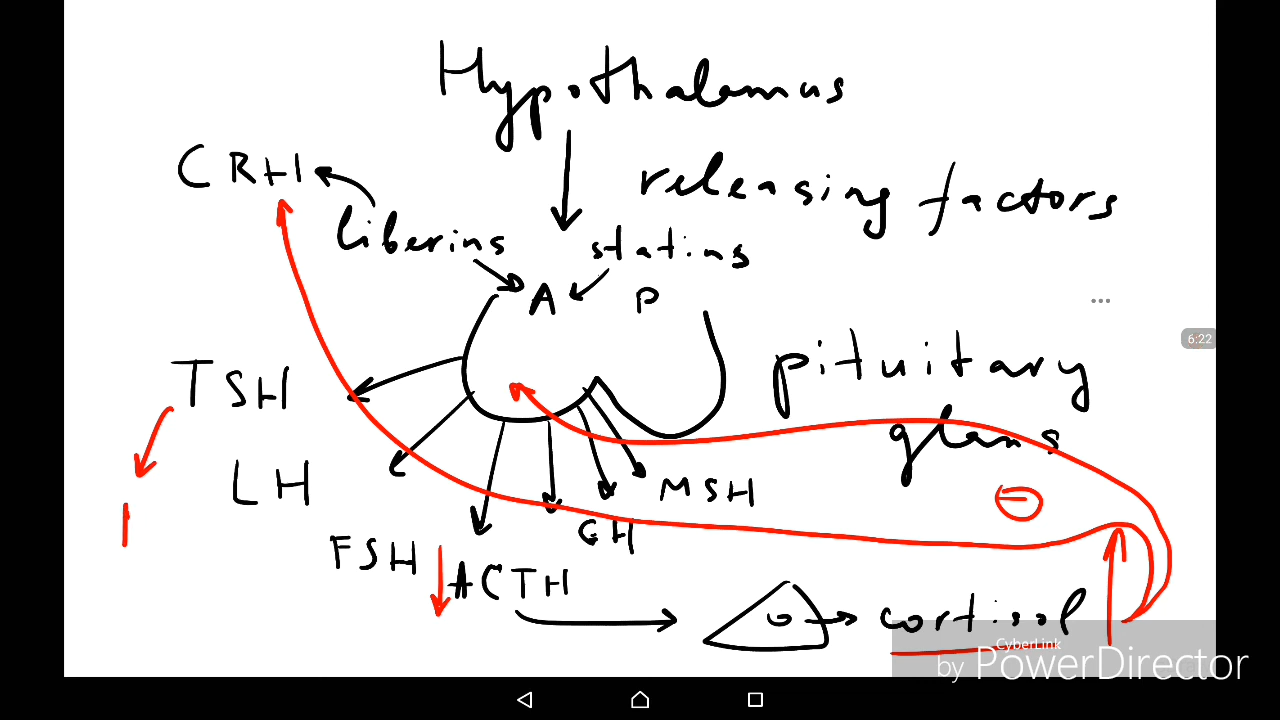 Hypothalamus
CRH
releasing factors
liberins statins
A P
6:22
TSH
pituitary
glans
LH
MSH
GH
FSH
ACTH
cortisol
CyberLink
by PowerDirector